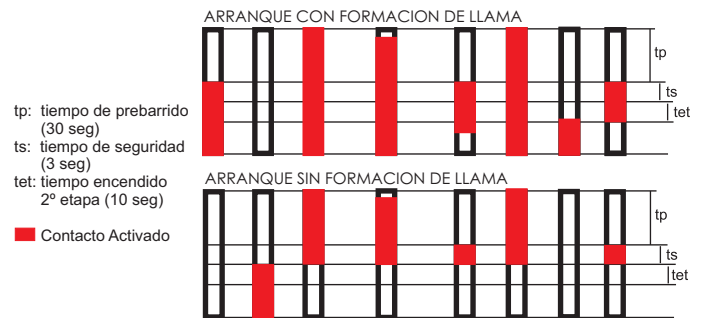 ARRANQUE CON FORMACION DE LLAMA
tp
ts
tet
tp: tiempo de prebarrido
(30 seg)
ts: tiempo de seguridad
(3 seg)
tet: tiempo encendido
2º etapa (10 seg)
Contacto Activado
ARRANQUE SIN FORMACION DE LLAMA
tp
ts
tet